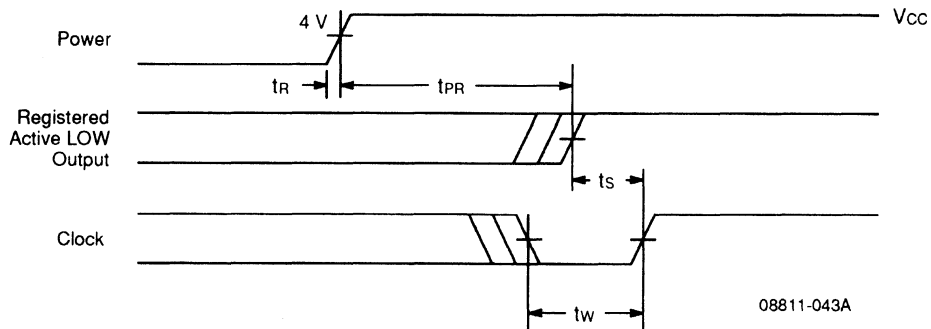 4 V
VCC
Power
tR
tPR
Registered
Active LOW
Output
tS
Clock
tW
08811-043A